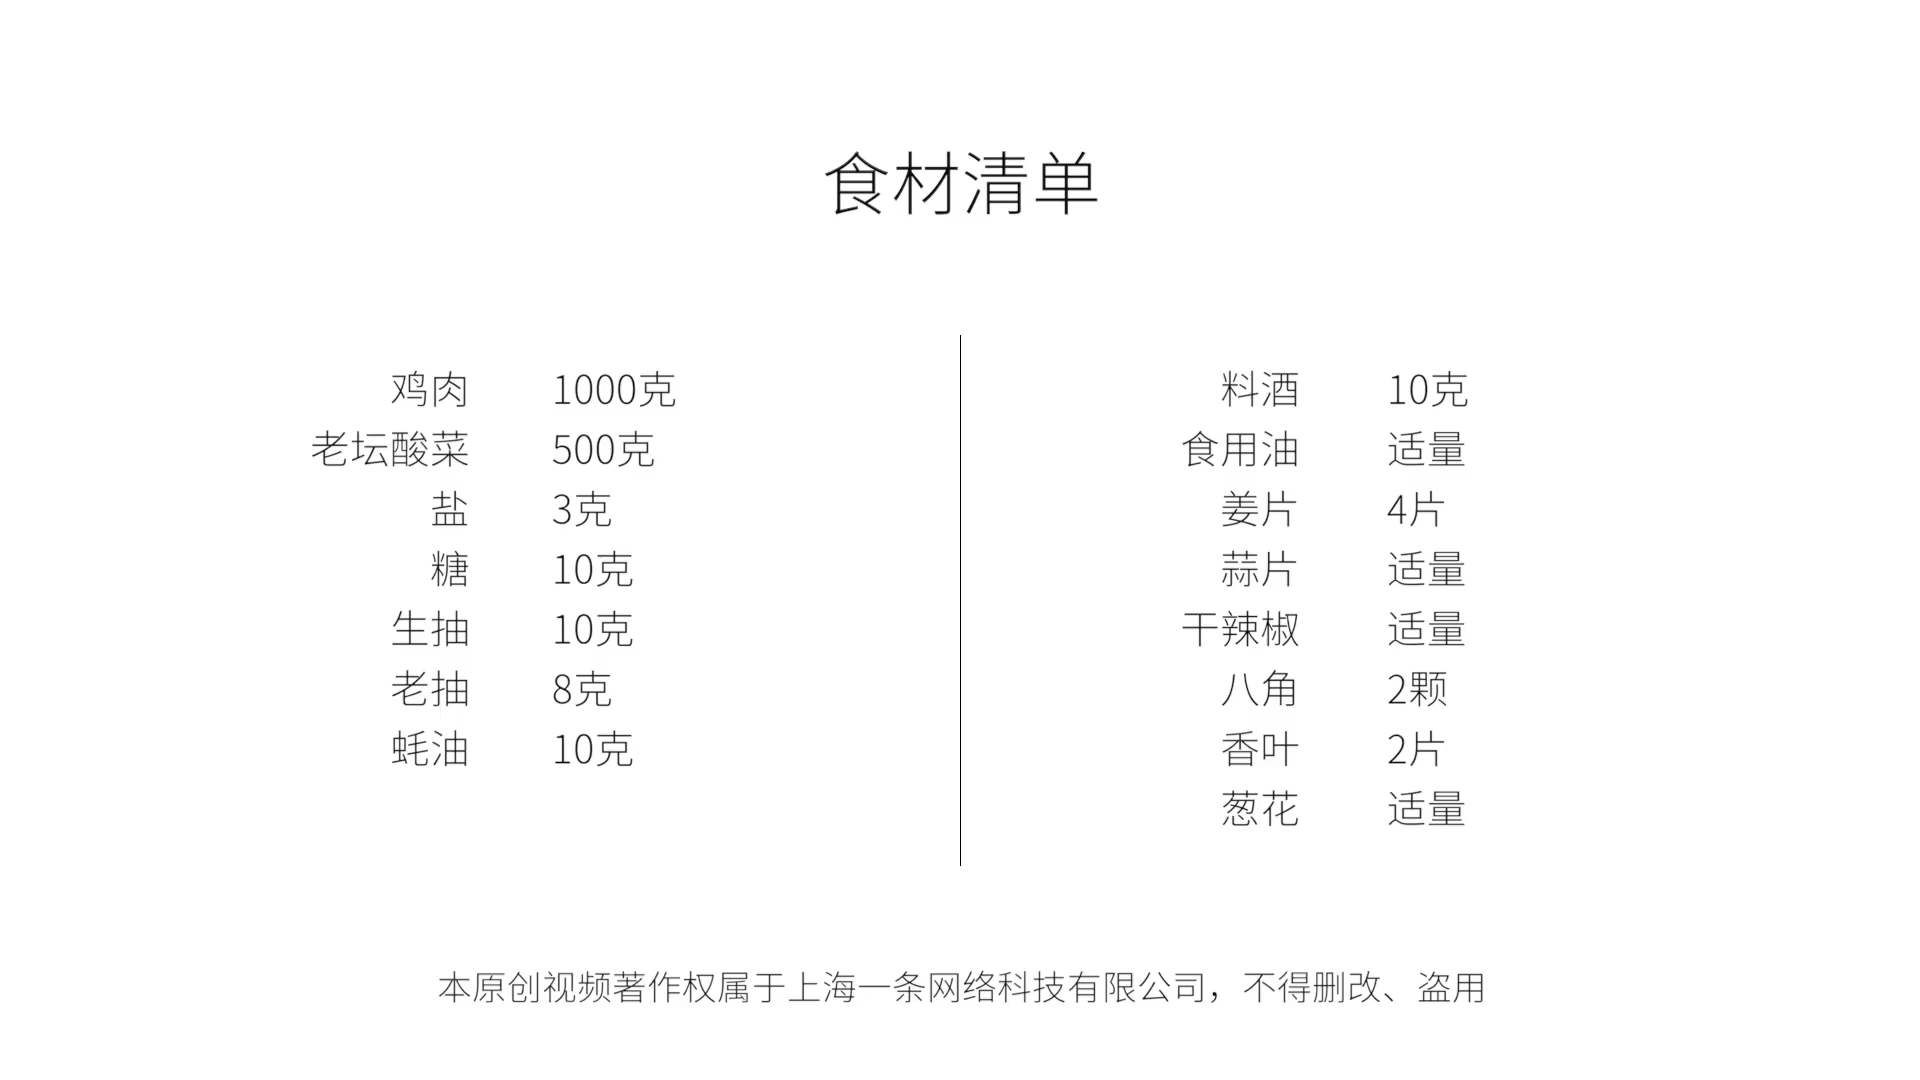 食材清单
鸡肉 1000克
老坛酸菜 500克
盐 3克
糖 10克
生抽 10克
老抽 8克
蚝油 10克
料酒 10克
食用油 适量
姜片 4片
蒜片 适量
干辣椒 适量
八角 2颗
香叶 2片
葱花 适量
本原创视频著作权属于上海一条网络科技有限公司，不得删改、盗用